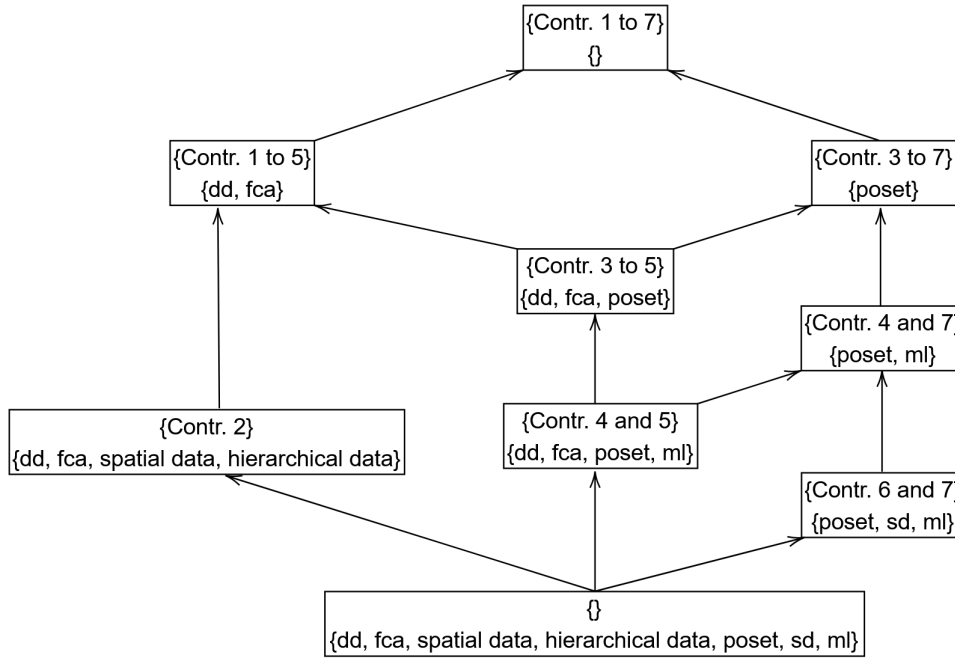 {Contr. 1 to 7}
{}
{Contr. 1 to 5}
{dd, fca}
{Contr. 3 to 7}
{poset}
{Contr. 3 to 5}
{dd, fca, poset}
{Contr. 4 and 7}
{poset, ml}
{Contr. 2}
{dd, fca, spatial data, hierarchical data}
{Contr. 4 and 5}
{dd, fca, poset, ml}
{Contr. 6 and 7}
{poset, sd, ml}
{}
{dd, fca, spatial data, hierarchical data, poset, sd, ml}